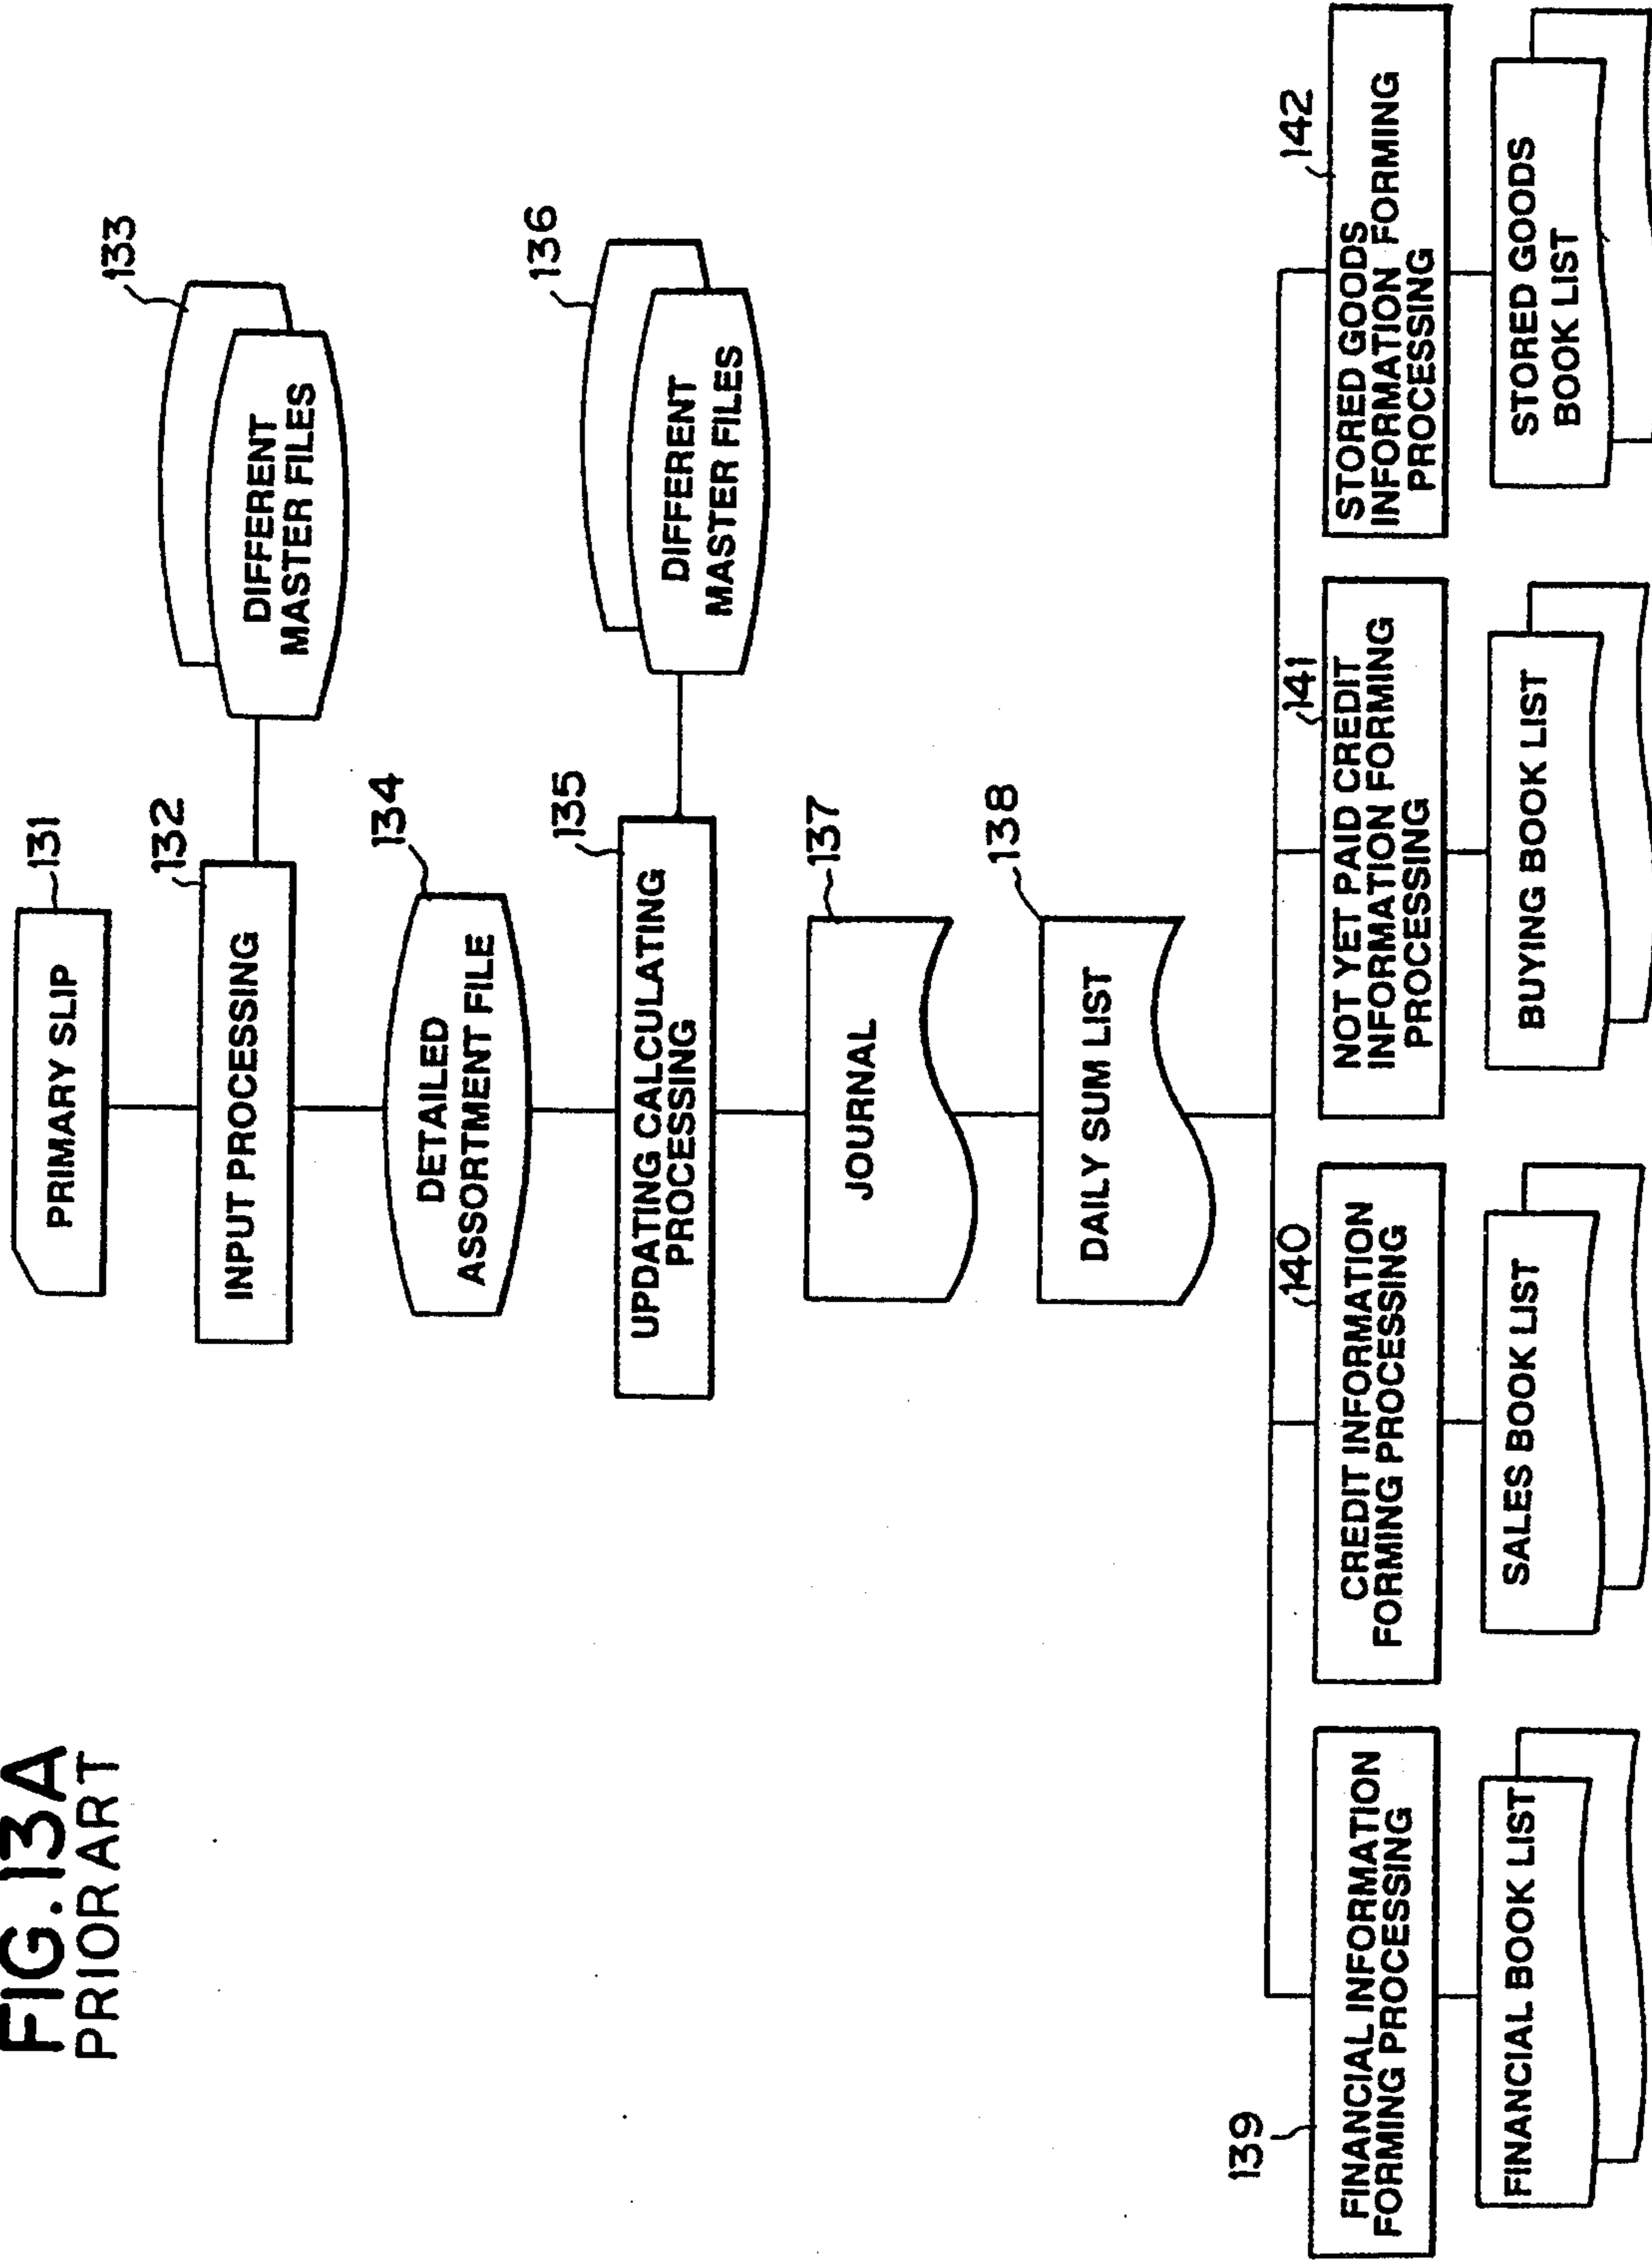 FIG.13A
PRIORART
PRIMARY SLIP
131
INPUT PROCESSING
132
DIFFERENT
MASTER FILES
133
DETAILED
ASSORTMENT FILE
134
UPDATING CALCULATING
PROCESSING
135
DIFFERENT
MASTER FILES
136
JOURNAL
137
DAILY SUM LIST
138
139
FINANCIAL INFORMATION
FORMING PROCESSING
FINANCIAL BOOK LIST
140
CREDIT INFORMATION
FORMING PROCESSING
SALES BOOK LIST
141
NOT YET PAID CREDIT
INFORMATION FORMING
PROCESSING
BUYING BOOK LIST
142
STORED GOODS
INFORMATION FORMING
PROCESSING
STORED GOODS
BOOK LIST